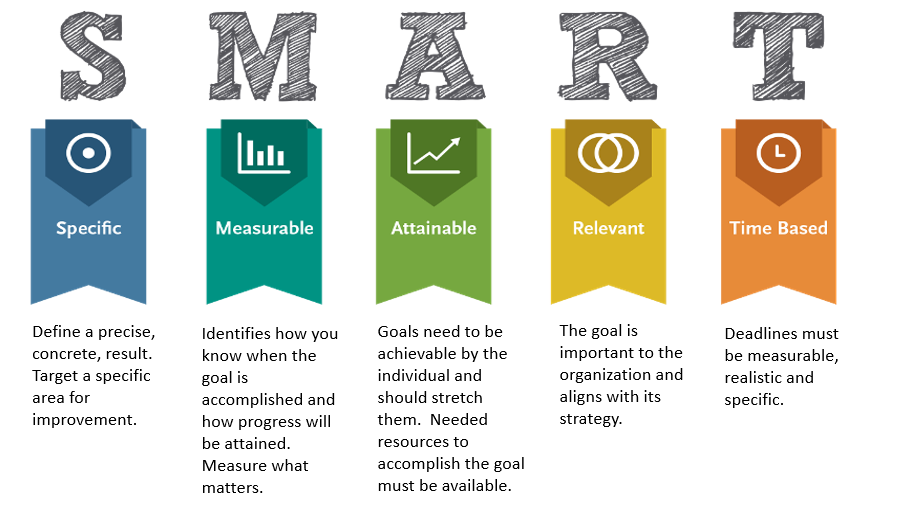 S M A R T
Specific
Measurable
Attainable
Relevant
Time Based
Define a precise,
concrete, result.
Target a specific
area for
improvement.
Identifies how you
know when the
goal is
accomplished and
how progress will
be attained.
Measure what
matters.
Goals need to be
achievable by the
individual and
should stretch
them.  Needed
resources to
accomplish the goal
must be available.
The goal is
important to the
organization and
aligns with its
strategy.
Deadlines must
be measurable,
realistic and
specific.